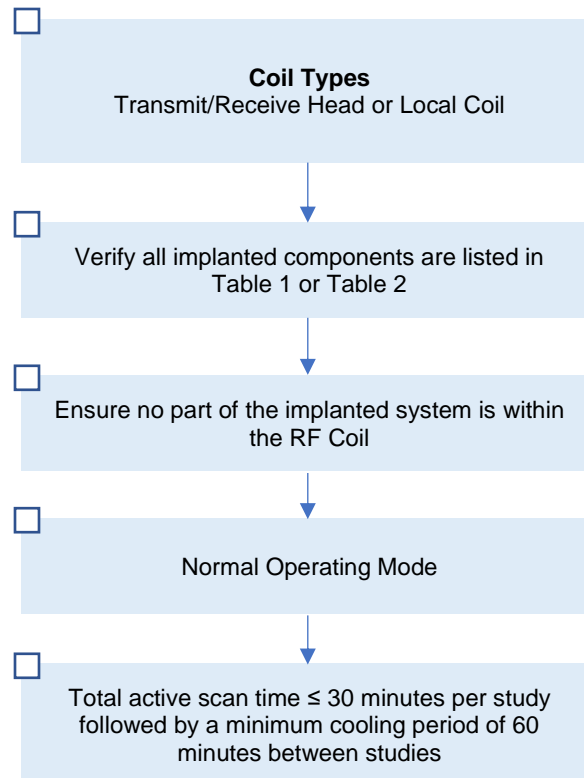 Coil Types
Transmit/Receive Head or Local Coil
Verify all implanted components are listed in
Table 1 or Table 2
Ensure no part of the implanted system is within
the RF Coil
Normal Operating Mode
Total active scan time ≤ 30 minutes per study
followed by a minimum cooling period of 60
minutes between studies